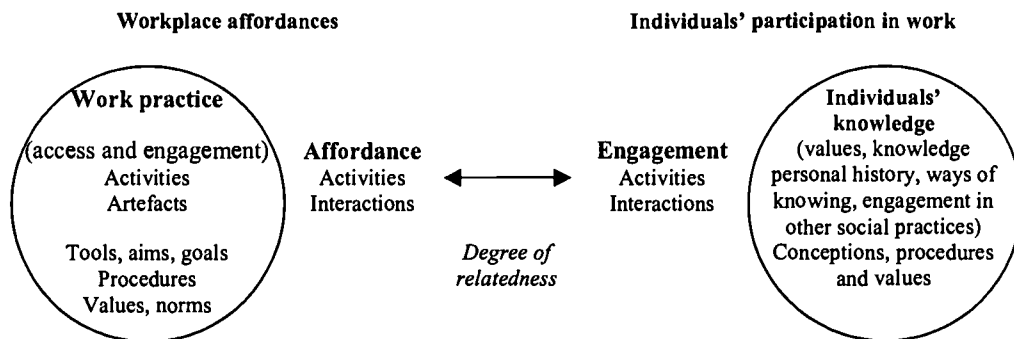 Workplace affordances
Individuals' participation in work
Work practice
(access and engagement)
Activities
Artefacts
Tools, aims, goals
Procedures
Values, norms
Affordance
Activities
Interactions
Degree of
relatedness
Engagement
Activities
Interactions
Individuals'
knowledge
(values, knowledge
personal history, ways of
knowing, engagement in
other social practices)
Conceptions, procedures
and values